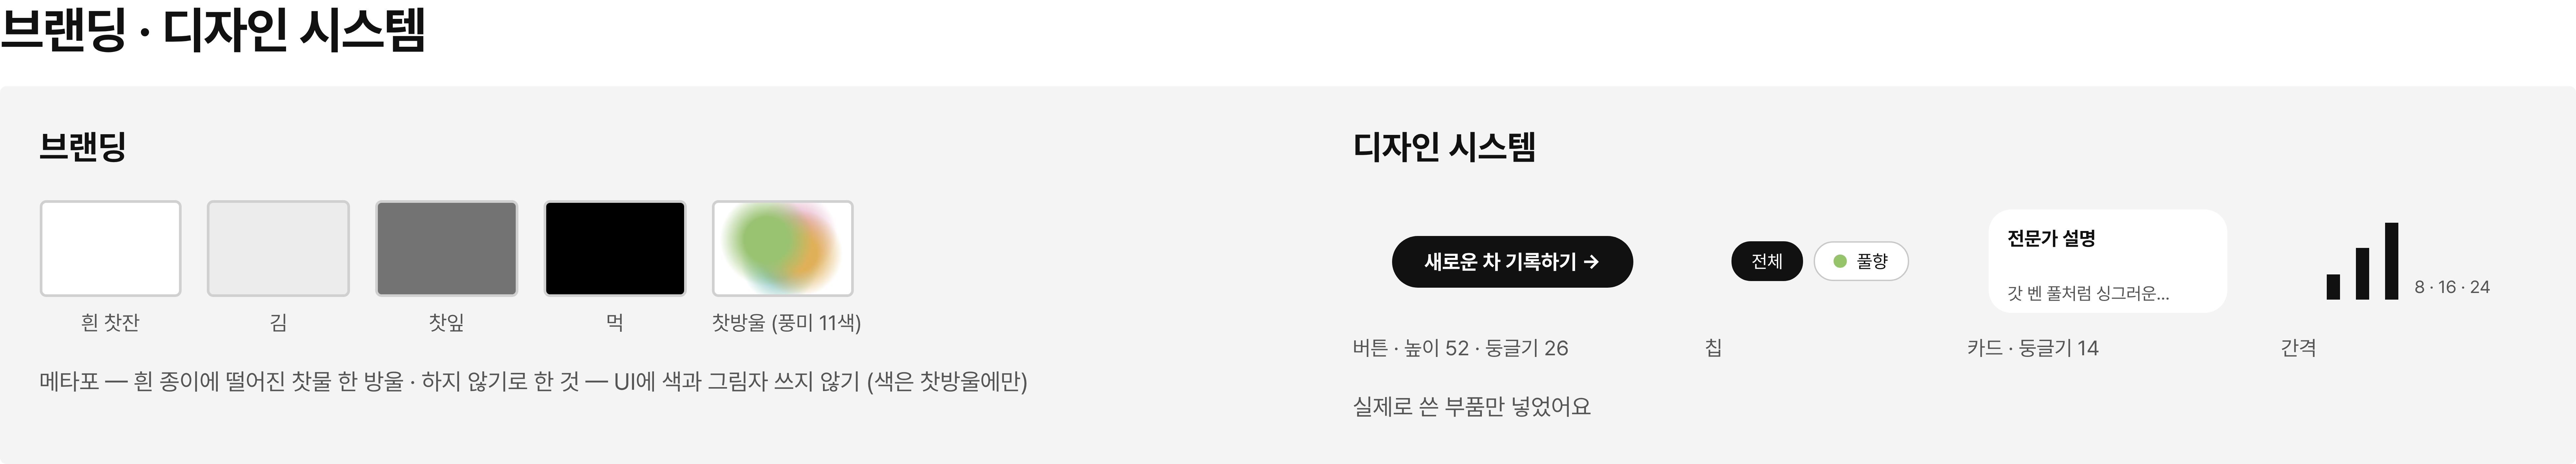 브랜딩 · 디자인 시스템
브랜딩
흰 찻잔
김
찻잎
먹
찻방울 (풍미 11색)
메타포 — 흰 종이에 떨어진 찻물 한 방울 · 하지 않기로 한 것 — UI에 색과 그림자 쓰지 않기 (색은 찻방울에만)
디자인 시스템
새로운 차 기록하기 →
전체
풀향
전문가 설명
갓 벤 풀처럼 싱그러운...
8 · 16 · 24
버튼 · 높이 52 · 둥글기 26
칩
카드 · 둥글기 14
간격
실제로 쓴 부품만 넣었어요